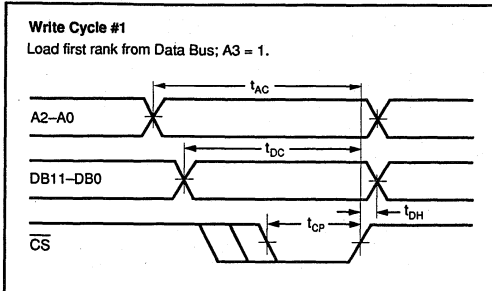 Write Cycle #1
Load first rank from Data Bus; A3 = 1.
tAC
A2–A0
tDC
DB11–DB0
tDH
tCP
CS